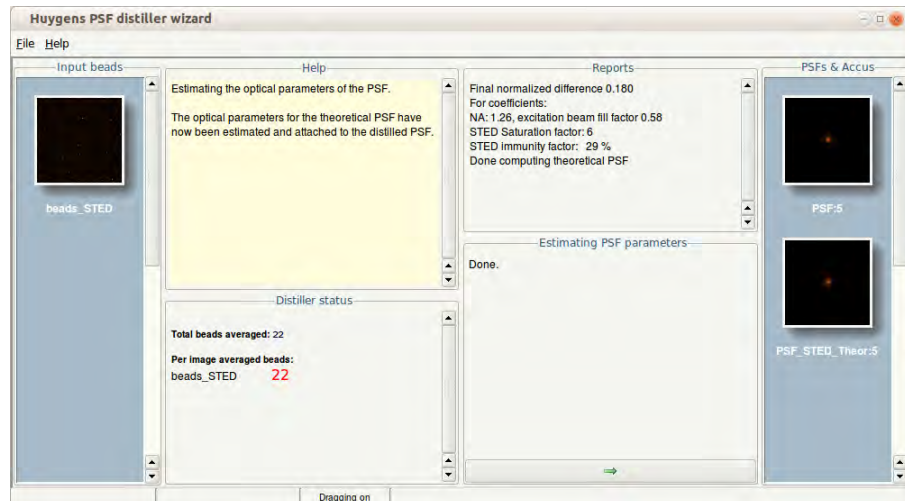 Huygens PSF distiller wizard
File Help
Input beads
beads_STED
Help
Estimating the optical parameters of the PSF.
The optical parameters for the theoretical PSF have
now been estimated and attached to the distilled PSF.
Distiller status
Total beads averaged: 22
Per image averaged beads:
beads_STED 22
Reports
Final normalized difference 0.180
For coefficients:
NA: 1.26, excitation beam fill factor 0.58
STED Saturation factor: 6
STED immunity factor: 29 %
Done computing theoretical PSF
Estimating PSF parameters
Done.
PSFs & Accus
PSF:5
PSF_STED_Theor:5
Dragging on